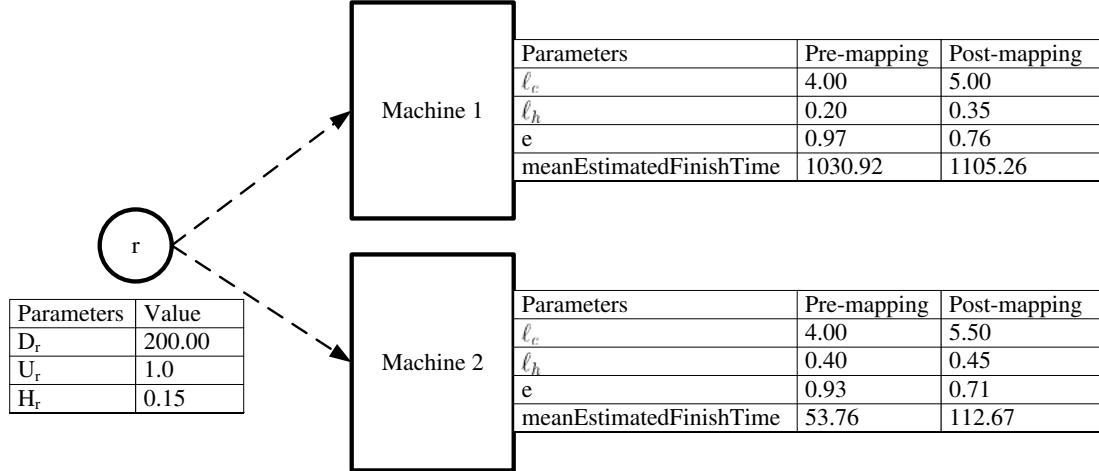 Parameters Pre-mapping Post-mapping
ℓc 4.00 5.00
ℓh 0.20 0.35
e 0.97 0.76
meanEstimatedFinishTime 1030.92 1105.26
Machine 1
r
Parameters Value
Dr 200.00
Ur 1.0
Hr 0.15
Machine 2
Parameters Pre-mapping Post-mapping
ℓc 4.00 5.50
ℓh 0.40 0.45
e 0.93 0.71
meanEstimatedFinishTime 53.76 112.67